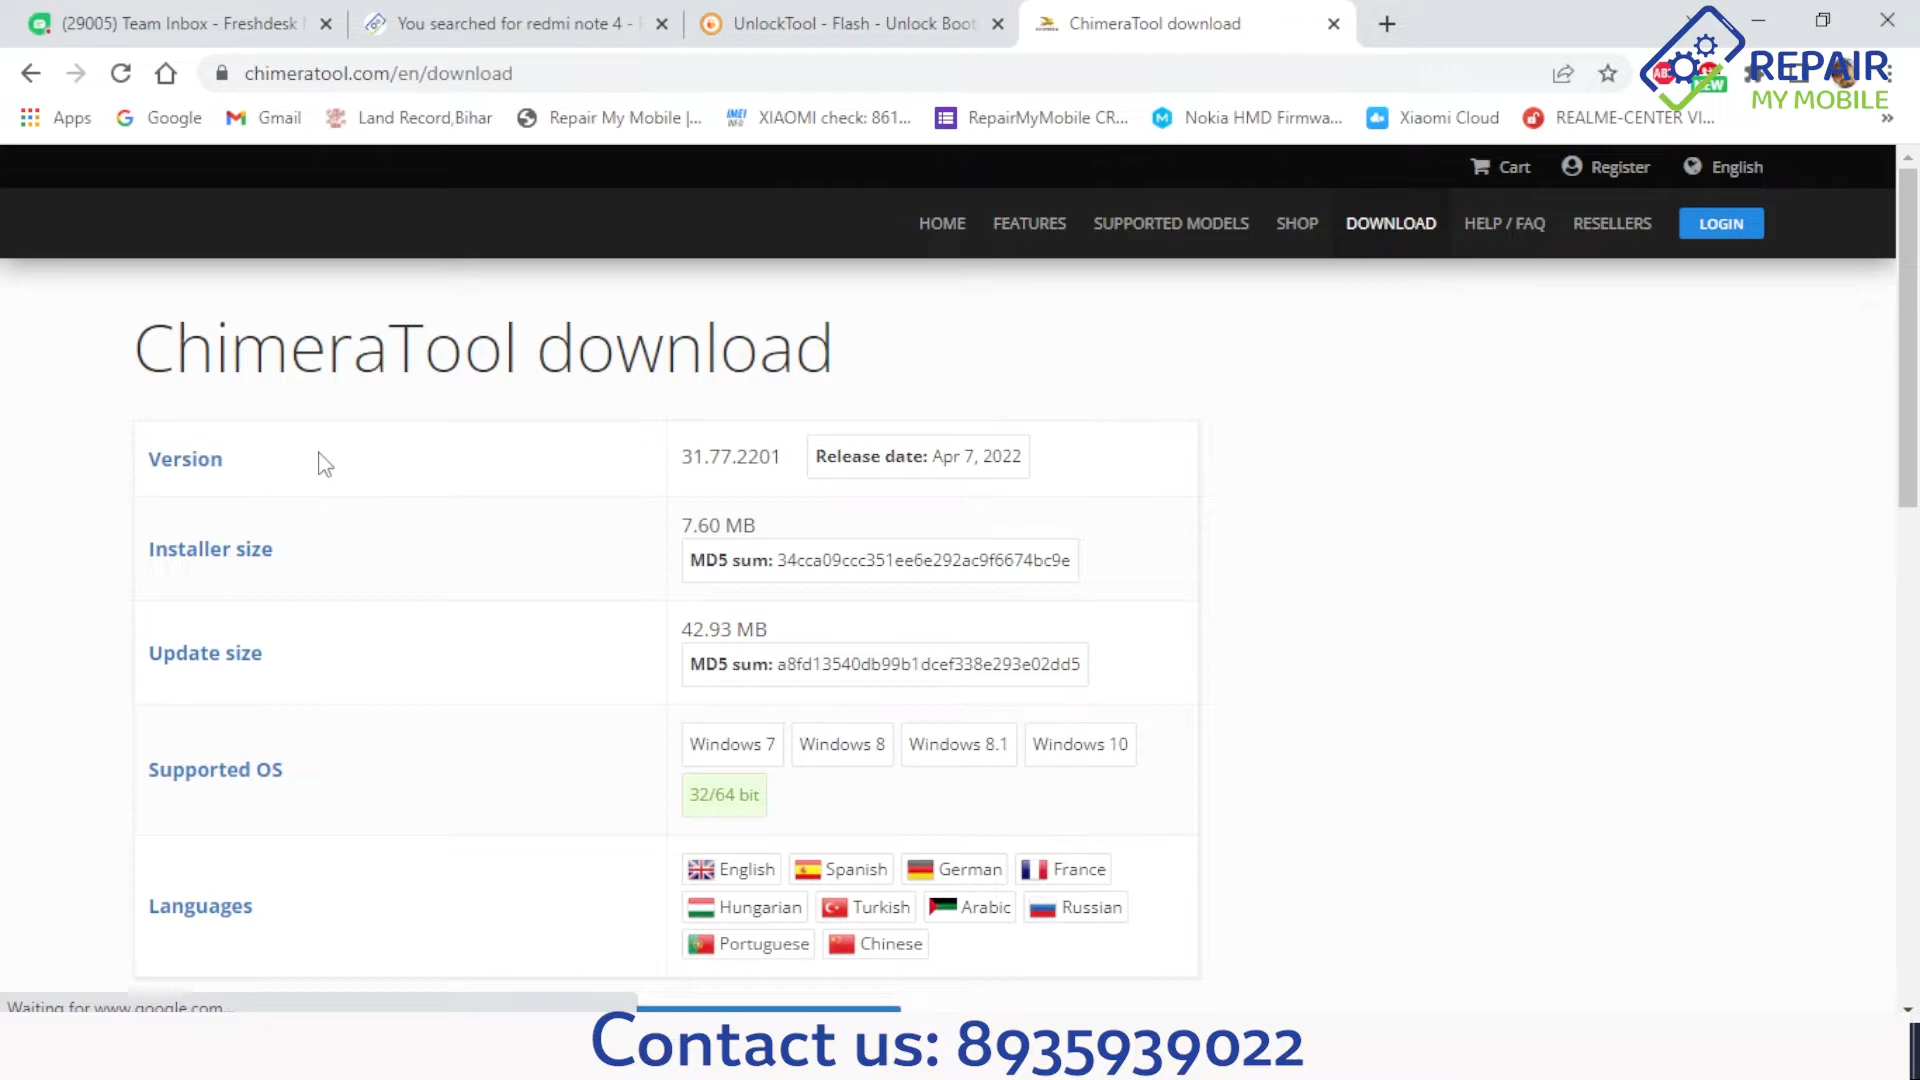 (29005) Team Inbox - Freshdesk
You searched for redmi note 4 -
UnlockTool - Flash - Unlock Boot
ChimeraTool download
chimeratool.com/en/download
REPAIR
MY MOBILE
Apps
Google
Gmail
Land Record,Bihar
Repair My Mobile |...
XIAOMI check: 861...
RepairMyMobile CR...
Nokia HMD Firmwa...
Xiaomi Cloud
REALME-CENTER VI...
»
Cart
Register
English
HOME
FEATURES
SUPPORTED MODELS
SHOP
DOWNLOAD
HELP / FAQ
RESELLERS
LOGIN
ChimeraTool download
Version
31.77.2201
Release date: Apr 7, 2022
Installer size
7.60 MB
MD5 sum: 34cca09ccc351ee6e292ac9f6674bc9e
Update size
42.93 MB
MD5 sum: a8fd13540db99b1dcef338e293e02dd5
Supported OS
Windows 7 Windows 8 Windows 8.1 Windows 10
32/64 bit
Languages
English Spanish German France
Hungarian Turkish Arabic Russian
Portuguese Chinese
Waiting for www.google.com...
Contact us: 8935939022